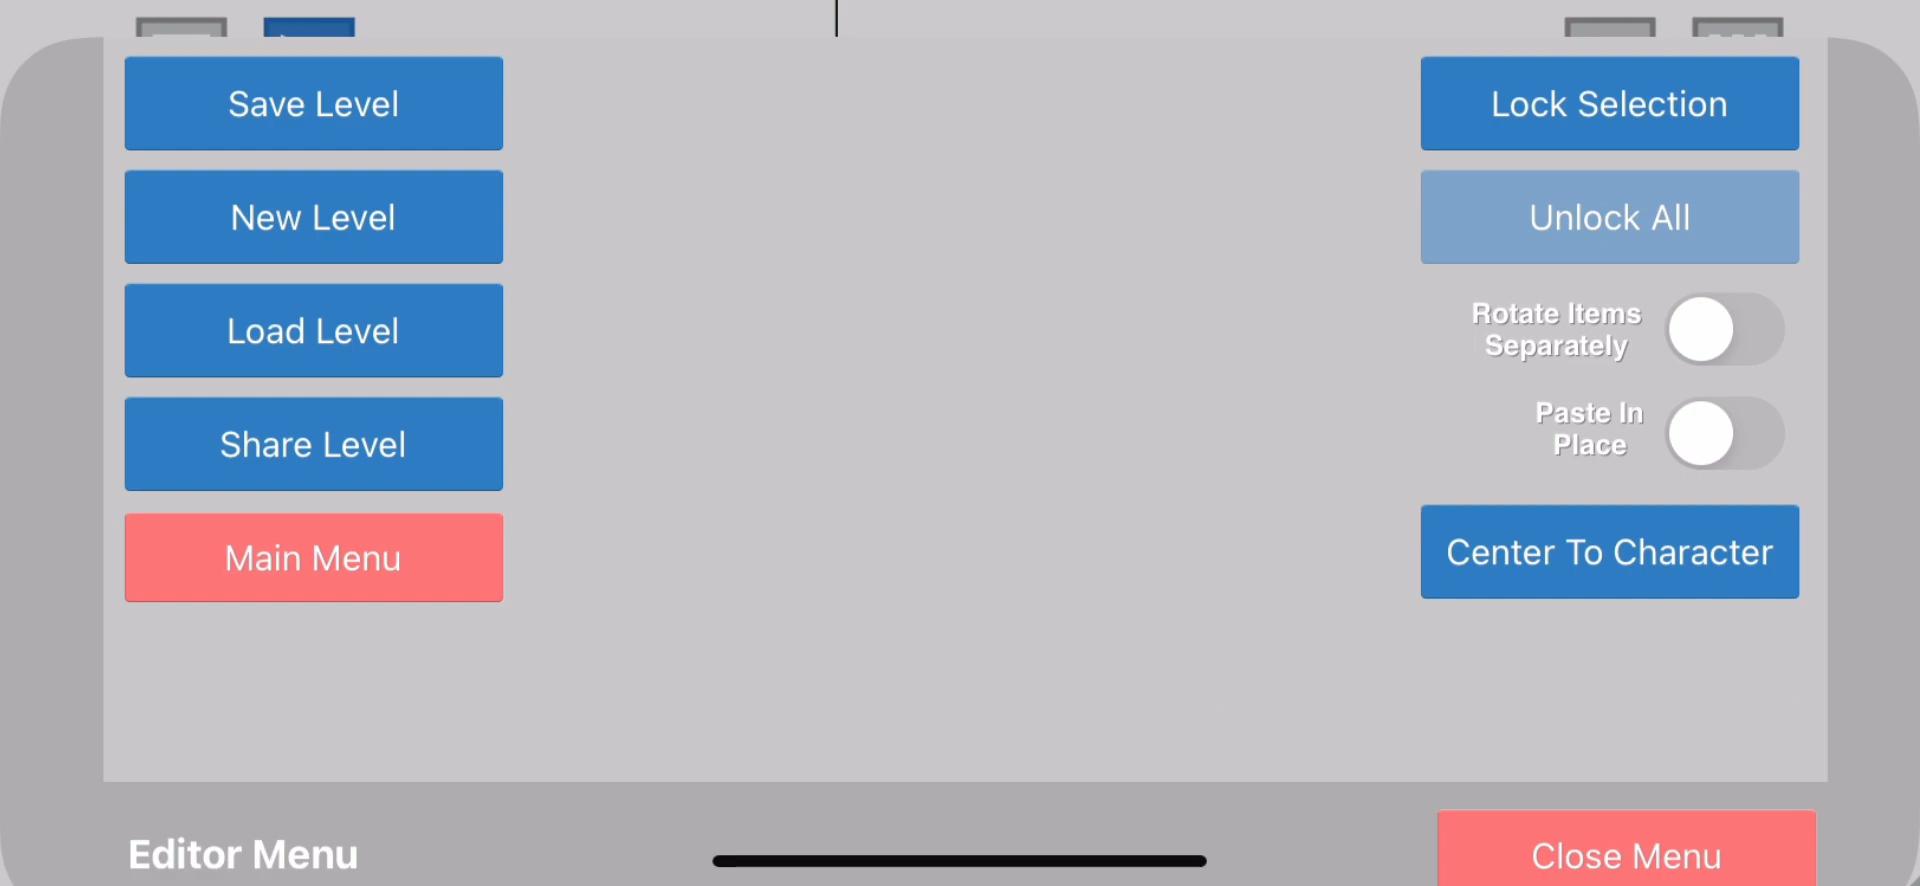 Save Level
New Level
Load Level
Share Level
Main Menu
Lock Selection
Unlock All
Rotate Items
Separately
Paste In
Place
Center To Character
Editor Menu
Close Menu